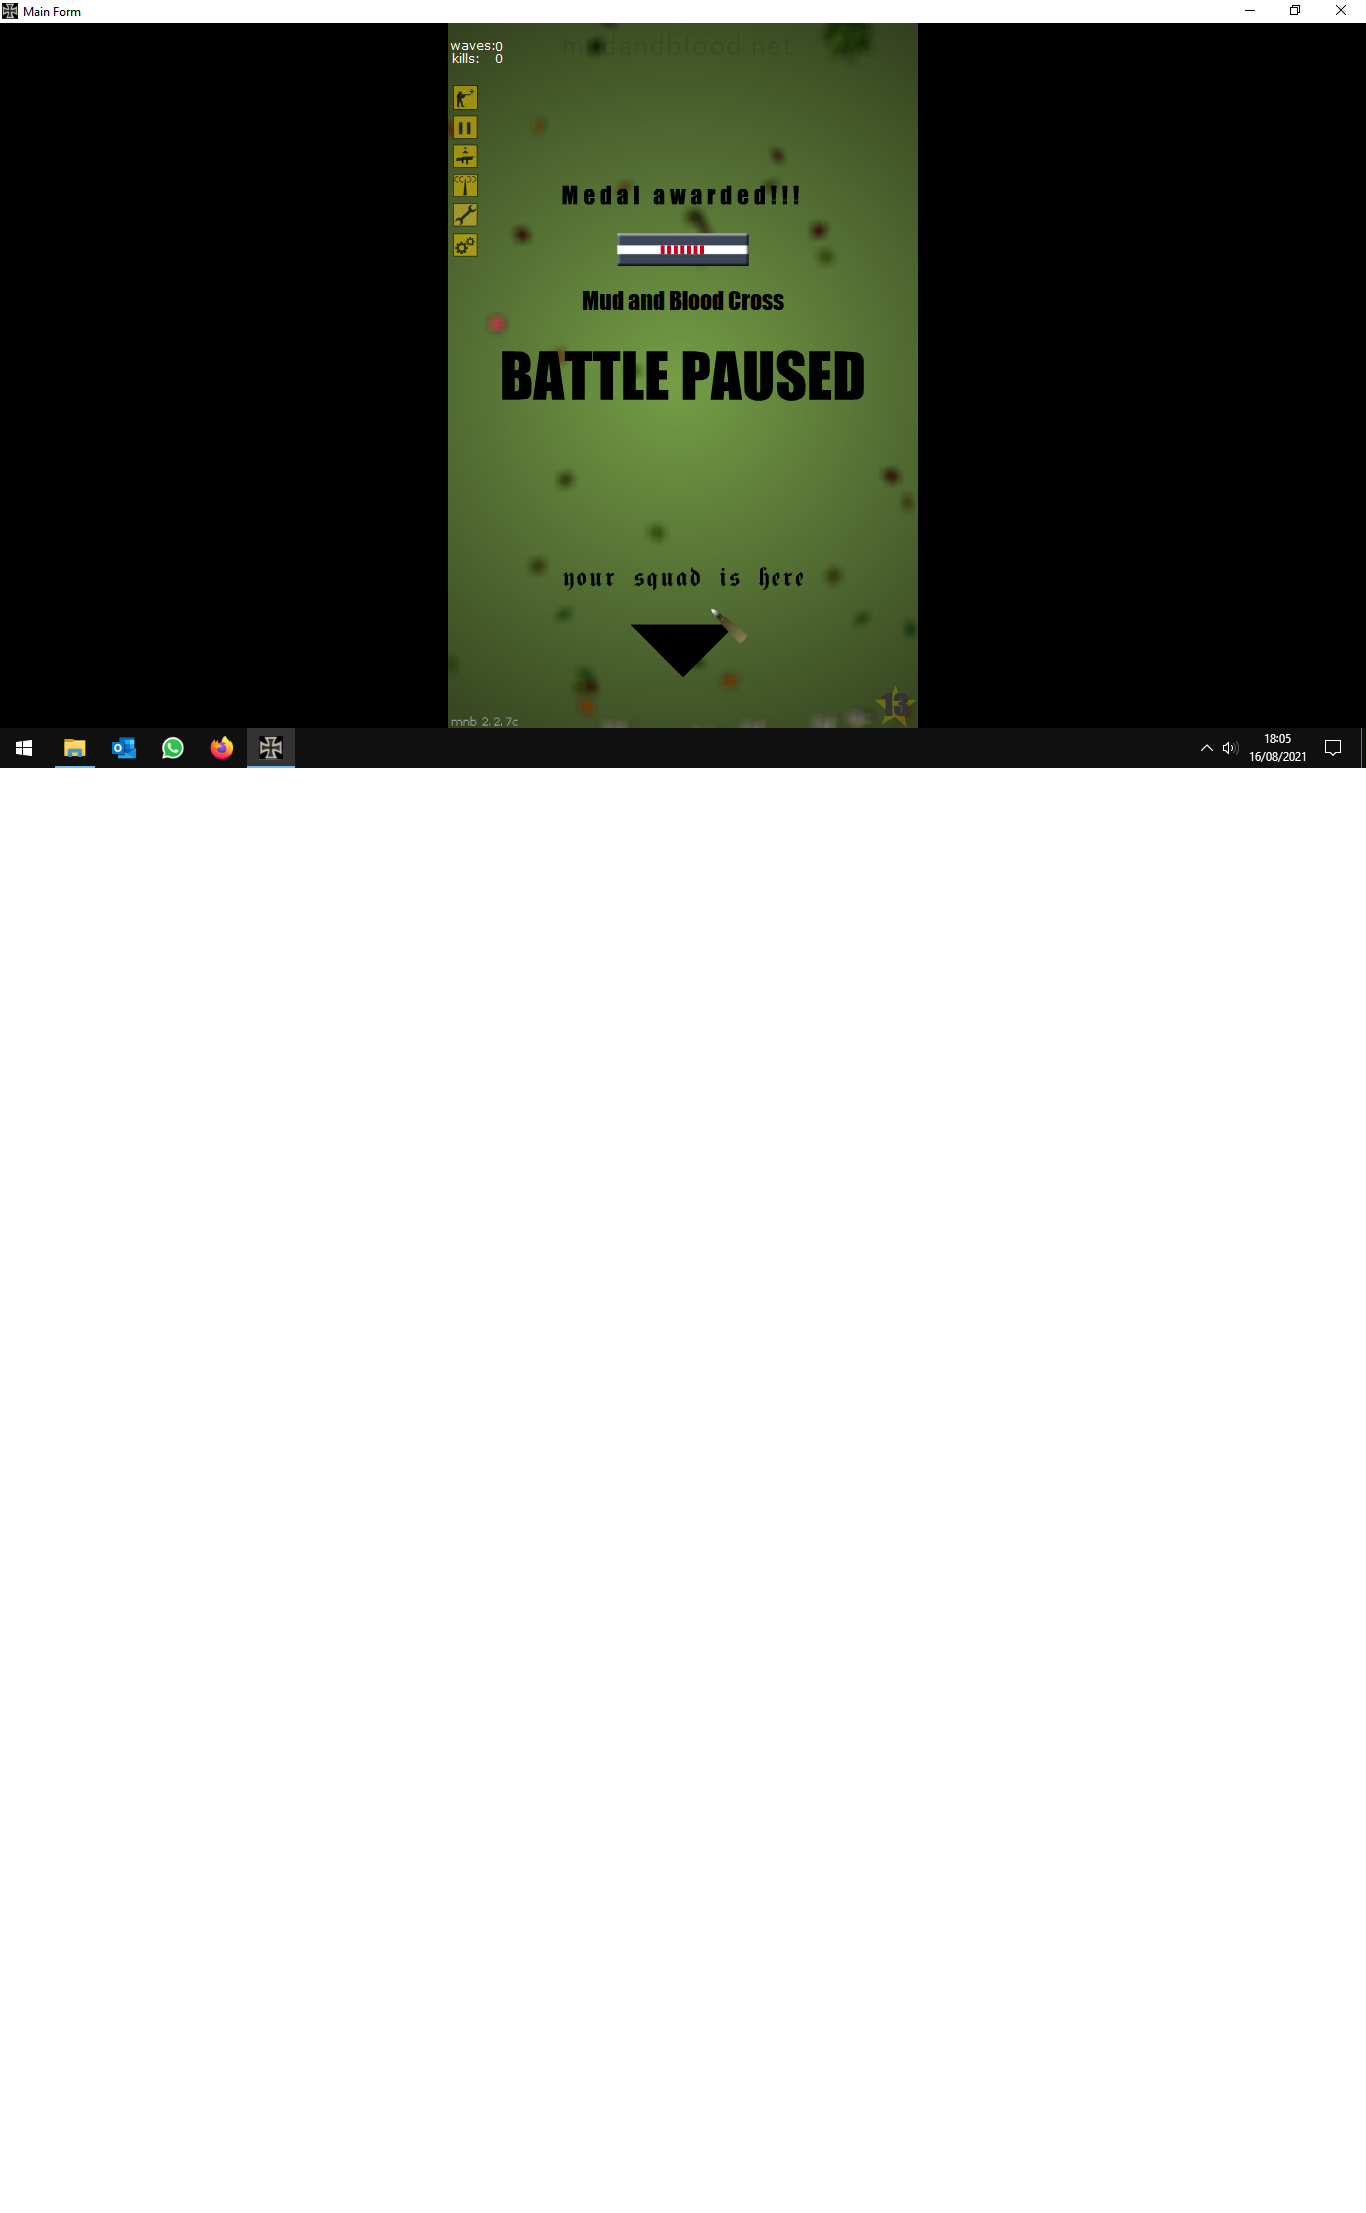 Main Form
mudandblood.net
waves:0
kills: 0
Medal awarded!!!
Mud and Blood Cross
BATTLE PAUSED
your squad is here
13
mnb 2.2.7c
18:05
16/08/2021